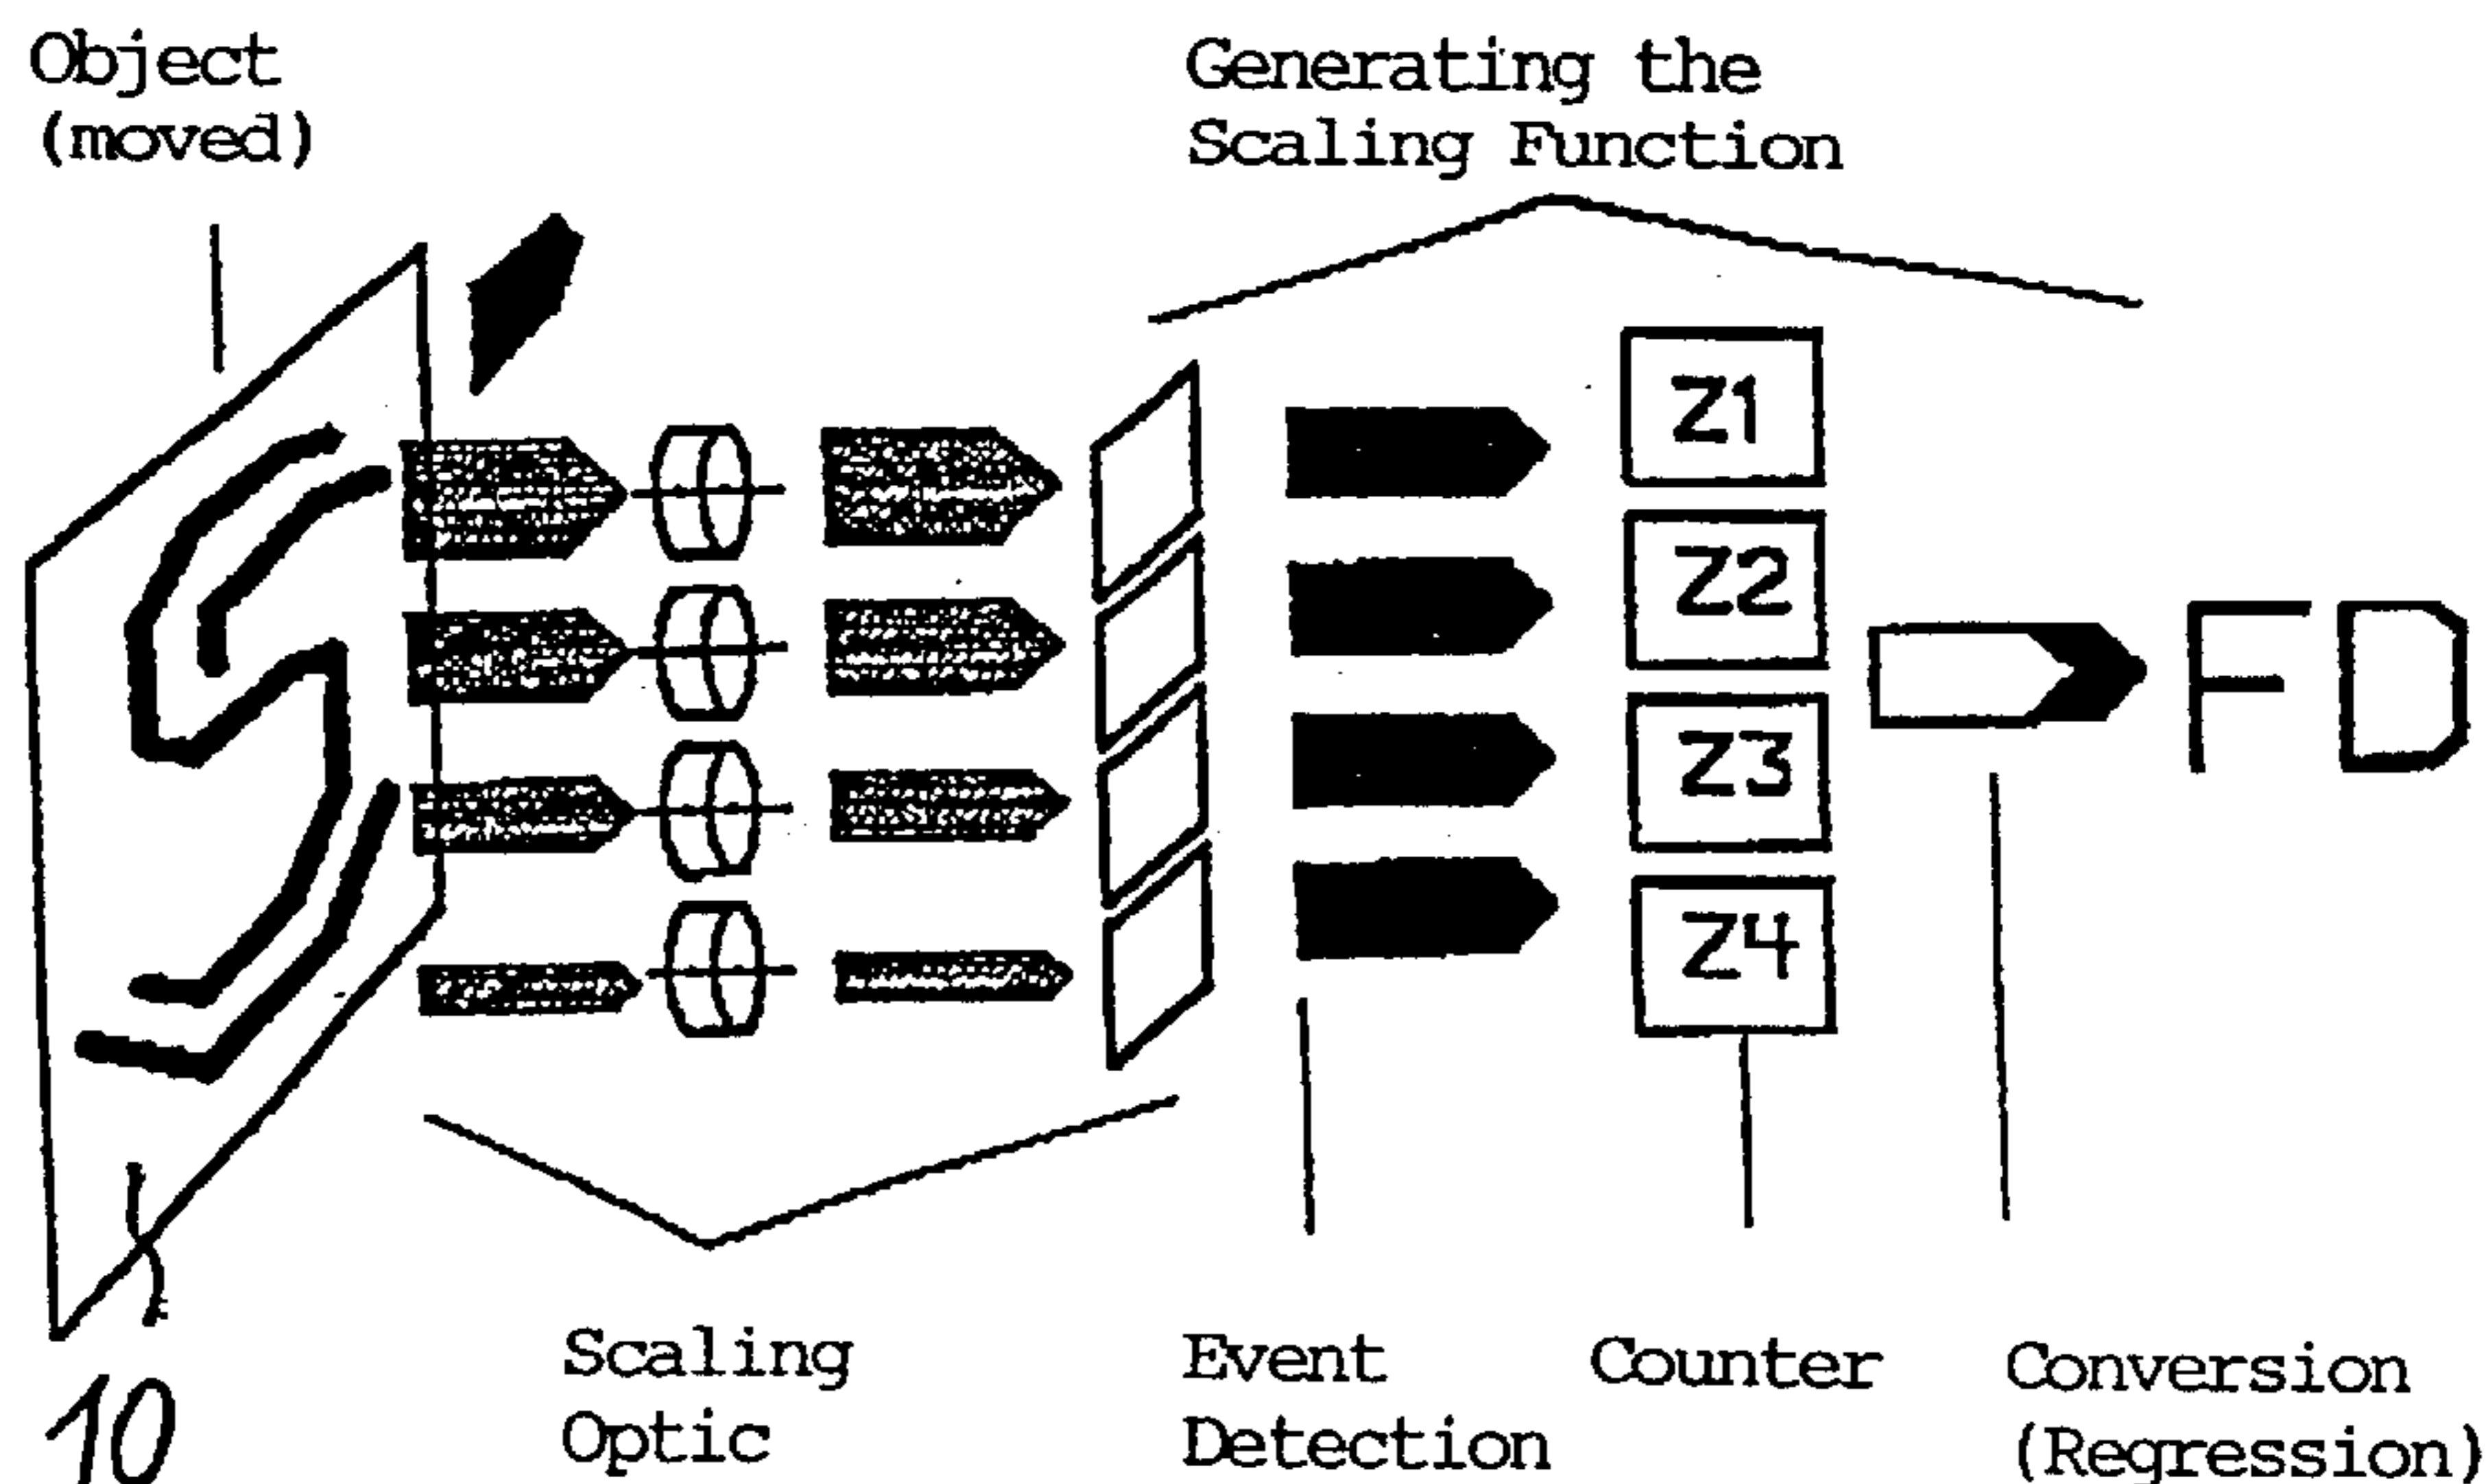 Object
(moved)
Generating the
Scaling Function
Z1
Z2
Z3
Z4
FD
10
Scaling
Optic
Event
Detection
Counter
Conversion
(Regression)